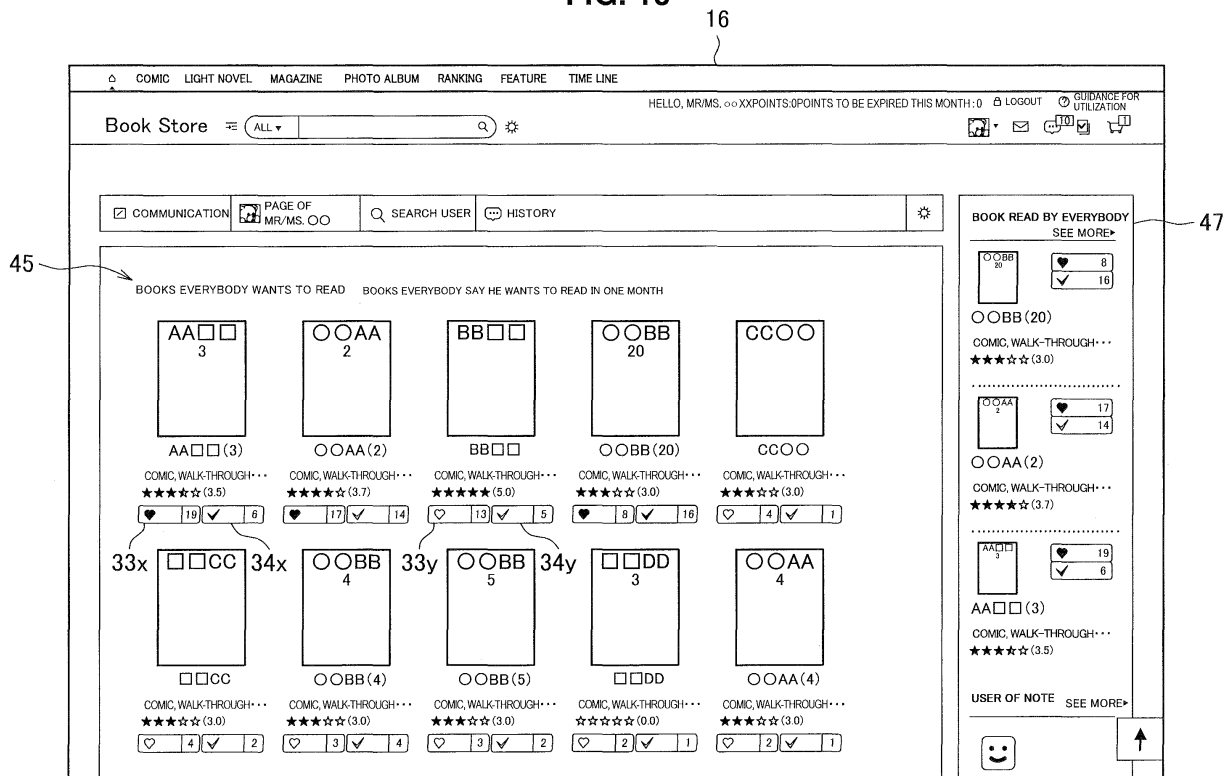 16
COMIC LIGHT NOVEL MAGAZINE PHOTO ALBUM RANKING FEATURE TIME LINE
HELLO, MR/MS. ○○XXPOINTS:0POINTS TO BE EXPIRED THIS MONTH:0 LOGOUT GUIDANCE FOR UTILIZATION
Book Store ALL▼ 10 1
COMMUNICATION PAGE OF MR/MS. ○○ SEARCH USER HISTORY
45
BOOKS EVERYBODY WANTS TO READ BOOKS EVERYBODY SAY HE WANTS TO READ IN ONE MONTH
AA□□ ○○AA BB□□ ○○BB CC○○
3 2 20
AA□□(3) ○○AA(2) BB□□ ○○BB(20) CC○○
COMIC, WALK-THROUGH··· COMIC, WALK-THROUGH··· COMIC, WALK-THROUGH··· COMIC, WALK-THROUGH··· COMIC, WALK-THROUGH···
★★★★☆(3.5) ★★★★☆(3.7) ★★★★★(5.0) ★★★☆☆(3.0) ★★★☆☆(3.0)
♥ 19 ✓ 6 ♥ 17 ✓ 14 ♡ 13 ✓ 5 ♥ 8 ✓ 16 ♡ 4 ✓ 1
33x 34x 33y 34y
□□CC ○○BB ○○BB □□DD ○○AA
4 5 3 4
□□CC ○○BB(4) ○○BB(5) □□DD ○○AA(4)
COMIC, WALK-THROUGH··· COMIC, WALK-THROUGH··· COMIC, WALK-THROUGH··· COMIC, WALK-THROUGH··· COMIC, WALK-THROUGH···
★★★☆☆(3.0) ★★★☆☆(3.0) ★★★☆☆(3.0) ☆☆☆☆☆(0.0) ★★★☆☆(3.0)
♡ 4 ✓ 2 ♡ 3 ✓ 4 ♡ 3 ✓ 2 ♡ 2 ✓ 1 ♡ 2 ✓ 1
47
BOOK READ BY EVERYBODY
SEE MORE▶
○○BB
20
♥ 8
✓ 16
○○BB(20)
COMIC, WALK-THROUGH···
★★★☆☆(3.0)
○○AA
2
♥ 17
✓ 14
○○AA(2)
COMIC, WALK-THROUGH···
★★★★☆(3.7)
AA□□
3
♥ 19
✓ 6
AA□□(3)
COMIC, WALK-THROUGH···
★★★★☆(3.5)
USER OF NOTE SEE MORE▶